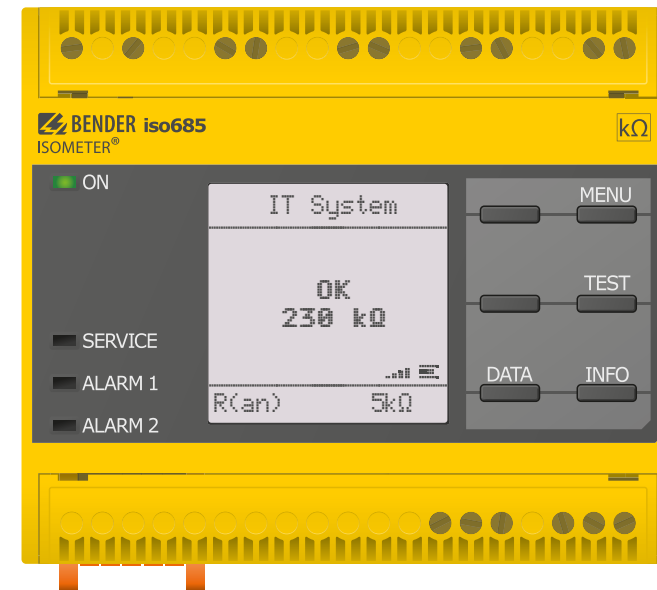 BENDER iso685
ISOMETER®
kΩ
ON
MENU
IT System
TEST
OK
230 kΩ
SERVICE
ALARM 1
DATA
INFO
R(an) 5kΩ
ALARM 2